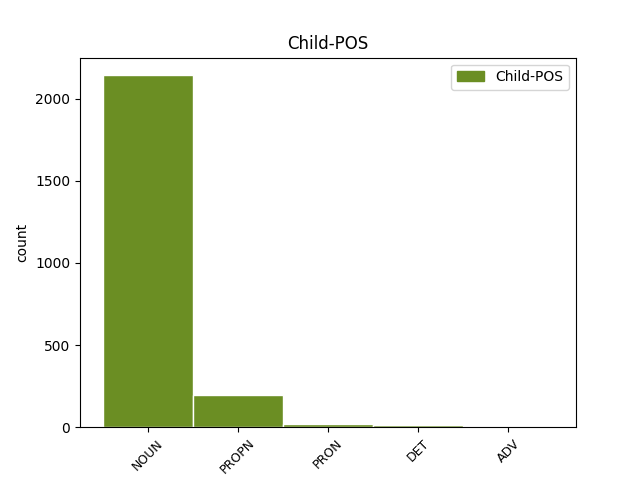 Child-POS
Child-POS
2000
1500
1000
500
0
count
NOUN
PROPN
PRON
DET
ADV